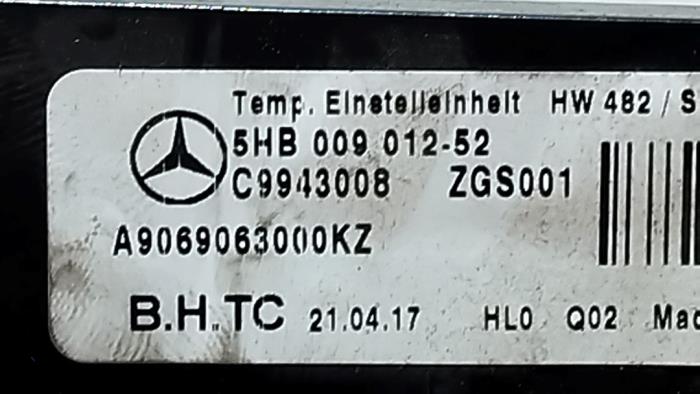 Temp. Einstelleinheit HW 482 / S
5HB 009 012-52
C9943008 ZGS001
A9069063000KZ
B.H.TC 21.04.17 HL0 Q02 Mad